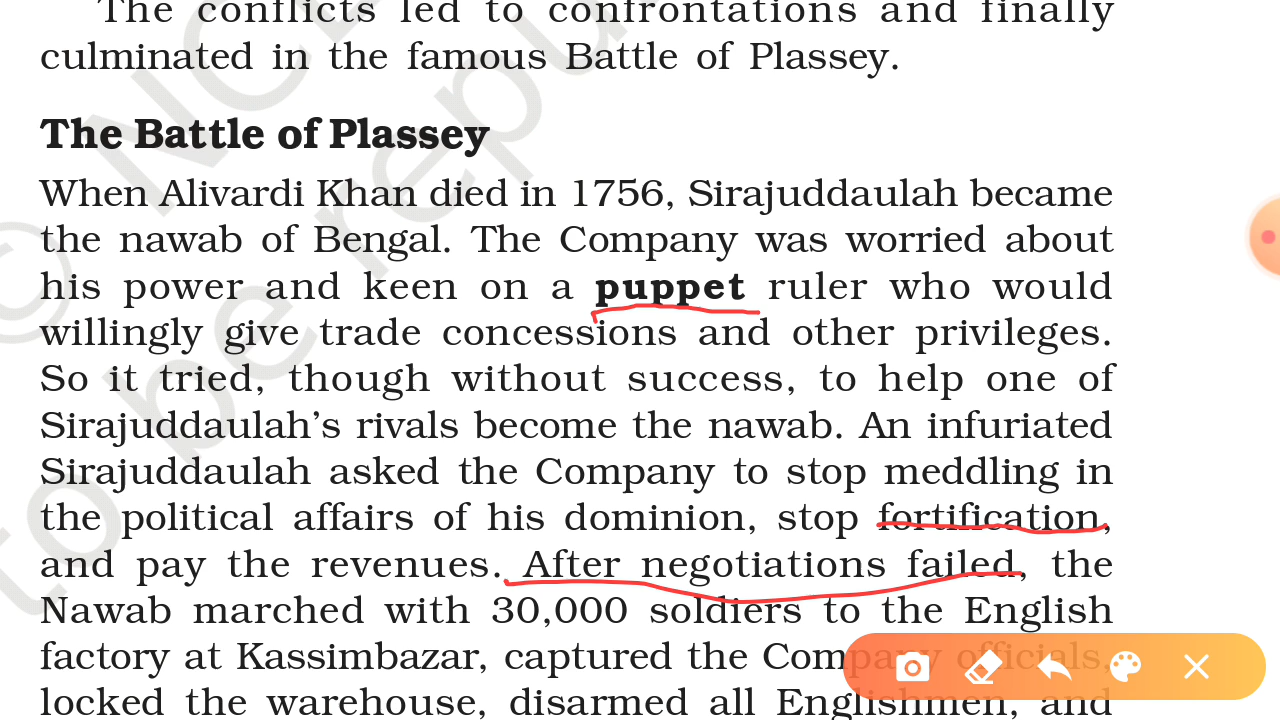 The conflicts led to confrontations and finally
culminated in the famous Battle of Plassey.
The Battle of Plassey
When Alivardi Khan died in 1756, Sirajuddaulah became
the nawab of Bengal. The Company was worried about
his power and keen on a puppet ruler who would
willingly give trade concessions and other privileges.
So it tried, though without success, to help one of
Sirajuddaulah’s rivals become the nawab. An infuriated
Sirajuddaulah asked the Company to stop meddling in
the political affairs of his dominion, stop fortification,
and pay the revenues. After negotiations failed, the
Nawab marched with 30,000 soldiers to the English
factory at Kassimbazar, captured the Company officials,
locked the warehouse, disarmed all Englishmen, and
© NCE
to be repu